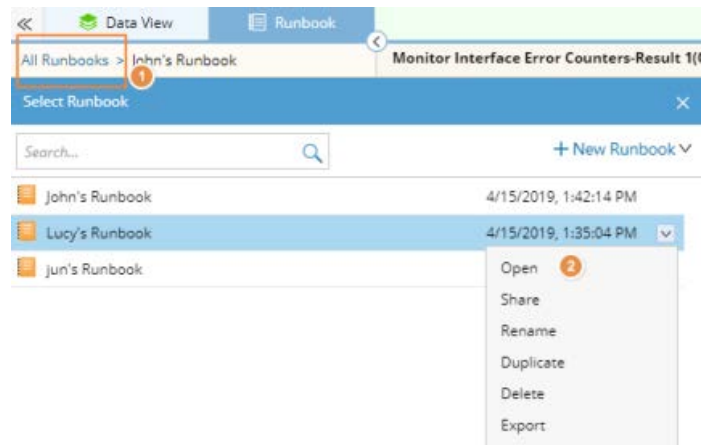 Data View
Runbook
All Runbooks > John's Runbook
Monitor Interface Error Counters-Result 1(
1
Select Runbook
Search...
+ New Runbook
John's Runbook 4/15/2019, 1:42:14 PM
Lucy's Runbook 4/15/2019, 1:35:04 PM
jun's Runbook
Open 2
Share
Rename
Duplicate
Delete
Export